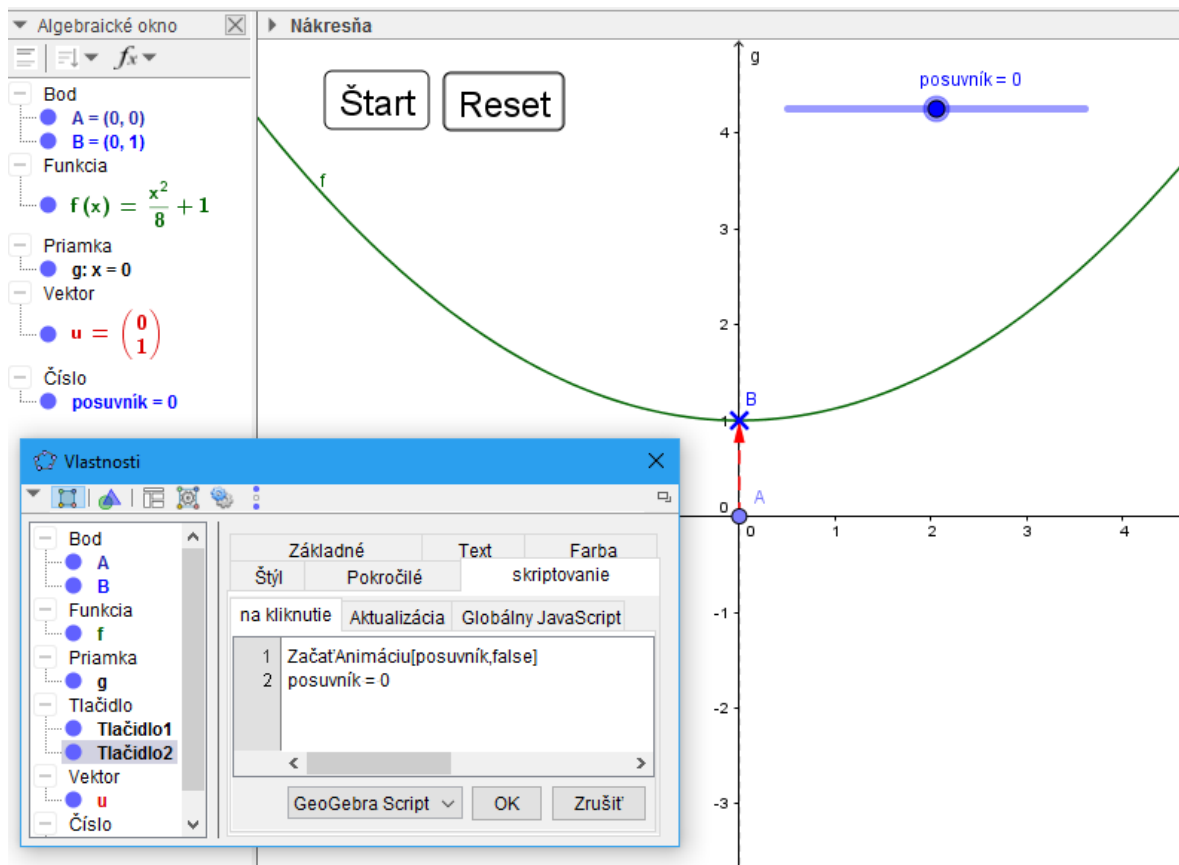 Algebraické okno
Nákresňa
fx
Bod
A = (0, 0)
B = (0, 1)
Funkcia
f(x) = x²/8 + 1
Priamka
g: x = 0
Vektor
u = (0 1)
Číslo
posuvník = 0
Štart
Reset
posuvník = 0
g
f
B
A
4
3
2
1
0
-1
-2
-3
0
1
2
3
4
Vlastnosti
Bod
A
B
Funkcia
f
Priamka
g
Tlačidlo
Tlačidlo1
Tlačidlo2
Vektor
u
Číslo
Základné Text Farba
Štýl Pokročilé skriptovanie
na kliknutie Aktualizácia Globálny JavaScript
1 ZačaťAnimáciu[posuvník,false]
2 posuvník = 0
GeoGebra Script OK Zrušiť